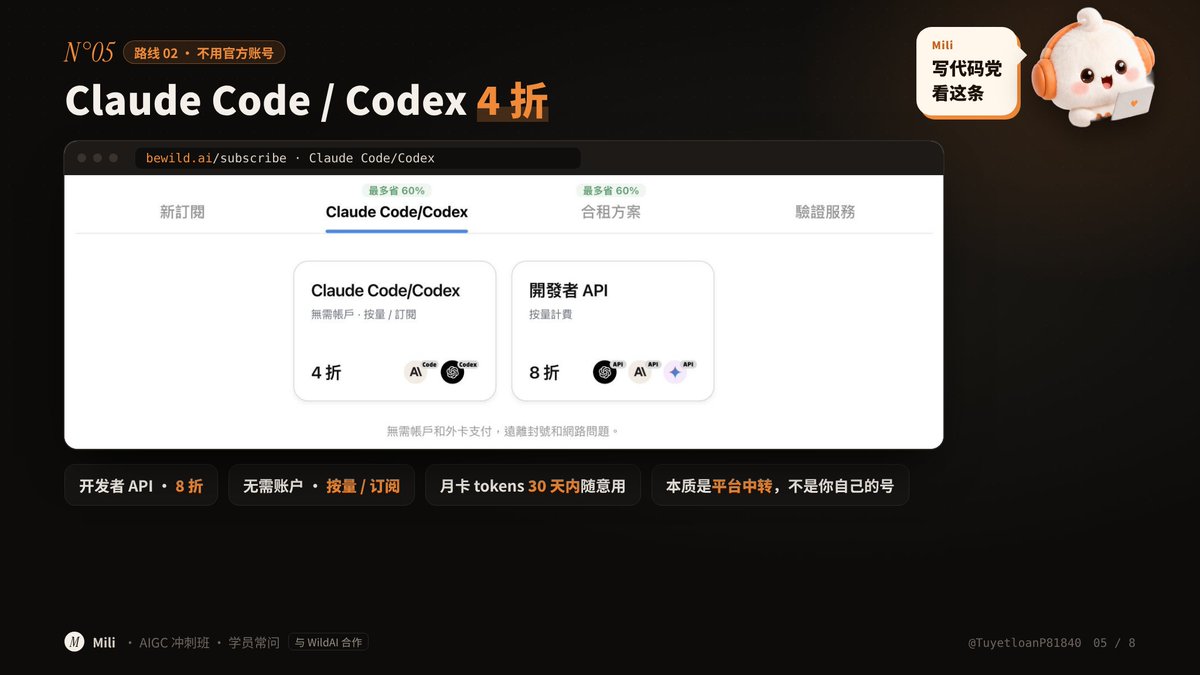 N°05 路线 02 · 不用官方账号
Claude Code / Codex 4 折
Mili
写代码党
看这条
bewild.ai/subscribe · Claude Code/Codex
最多省 60%
最多省 60%
新訂閱
Claude Code/Codex
合租方案
驗證服務
Claude Code/Codex
無需帳戶 · 按量 / 訂閱
4 折
Code
Codex
開發者 API
按量計費
8 折
API
API
API
無需帳戶和外卡支付，遠離封號和網路問題。
开发者 API · 8 折
无需账户 · 按量 / 订阅
月卡 tokens 30 天内随意用
本质是平台中转，不是你自己的号
M Mili · AIGC 冲刺班 · 学员常问 与 WildAI 合作
@TuyetloanP81840 05 / 8